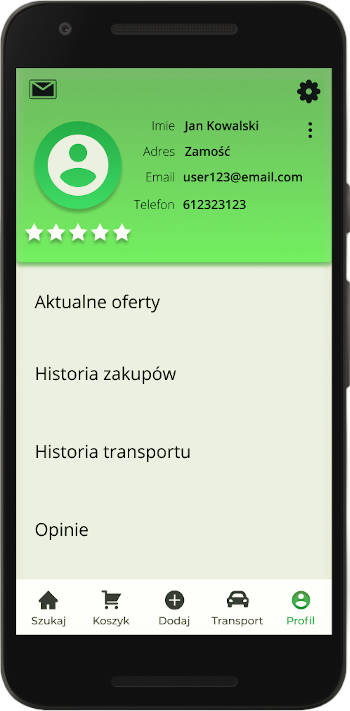 Imie Jan Kowalski
Adres Zamość
Email user123@email.com
Telefon 612323123
Aktualne oferty
Historia zakupów
Historia transportu
Opinie
Szukaj Koszyk Dodaj Transport Profil